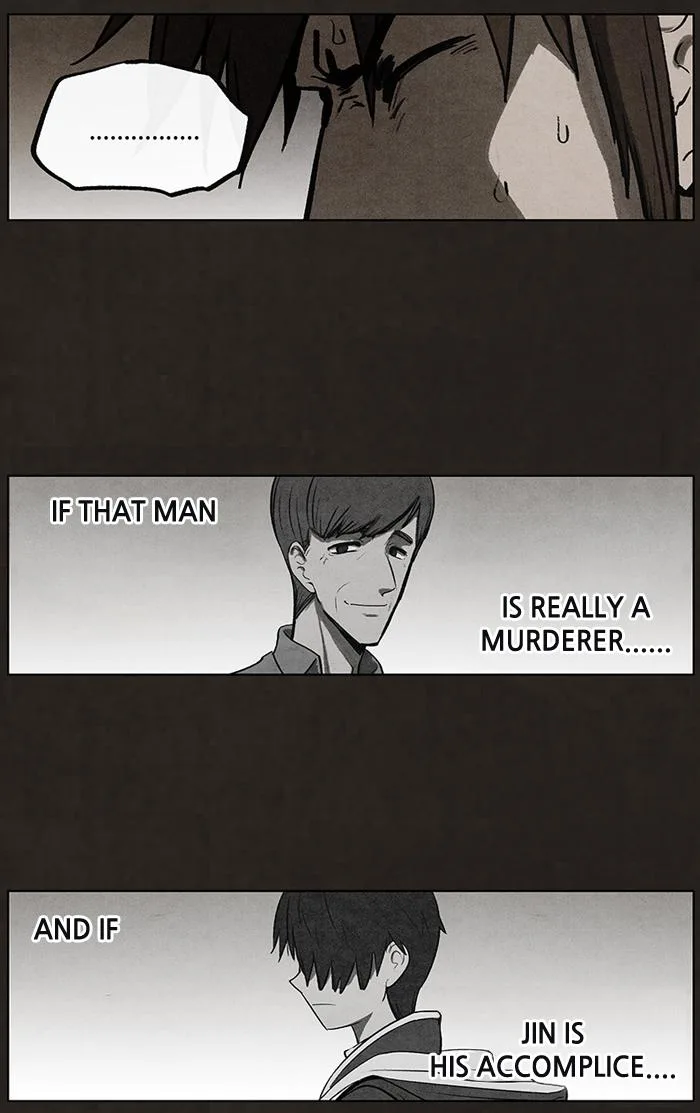 ................
IF THAT MAN
IS REALLY A
MURDERER......
AND IF
JIN IS
HIS ACCOMPLICE....